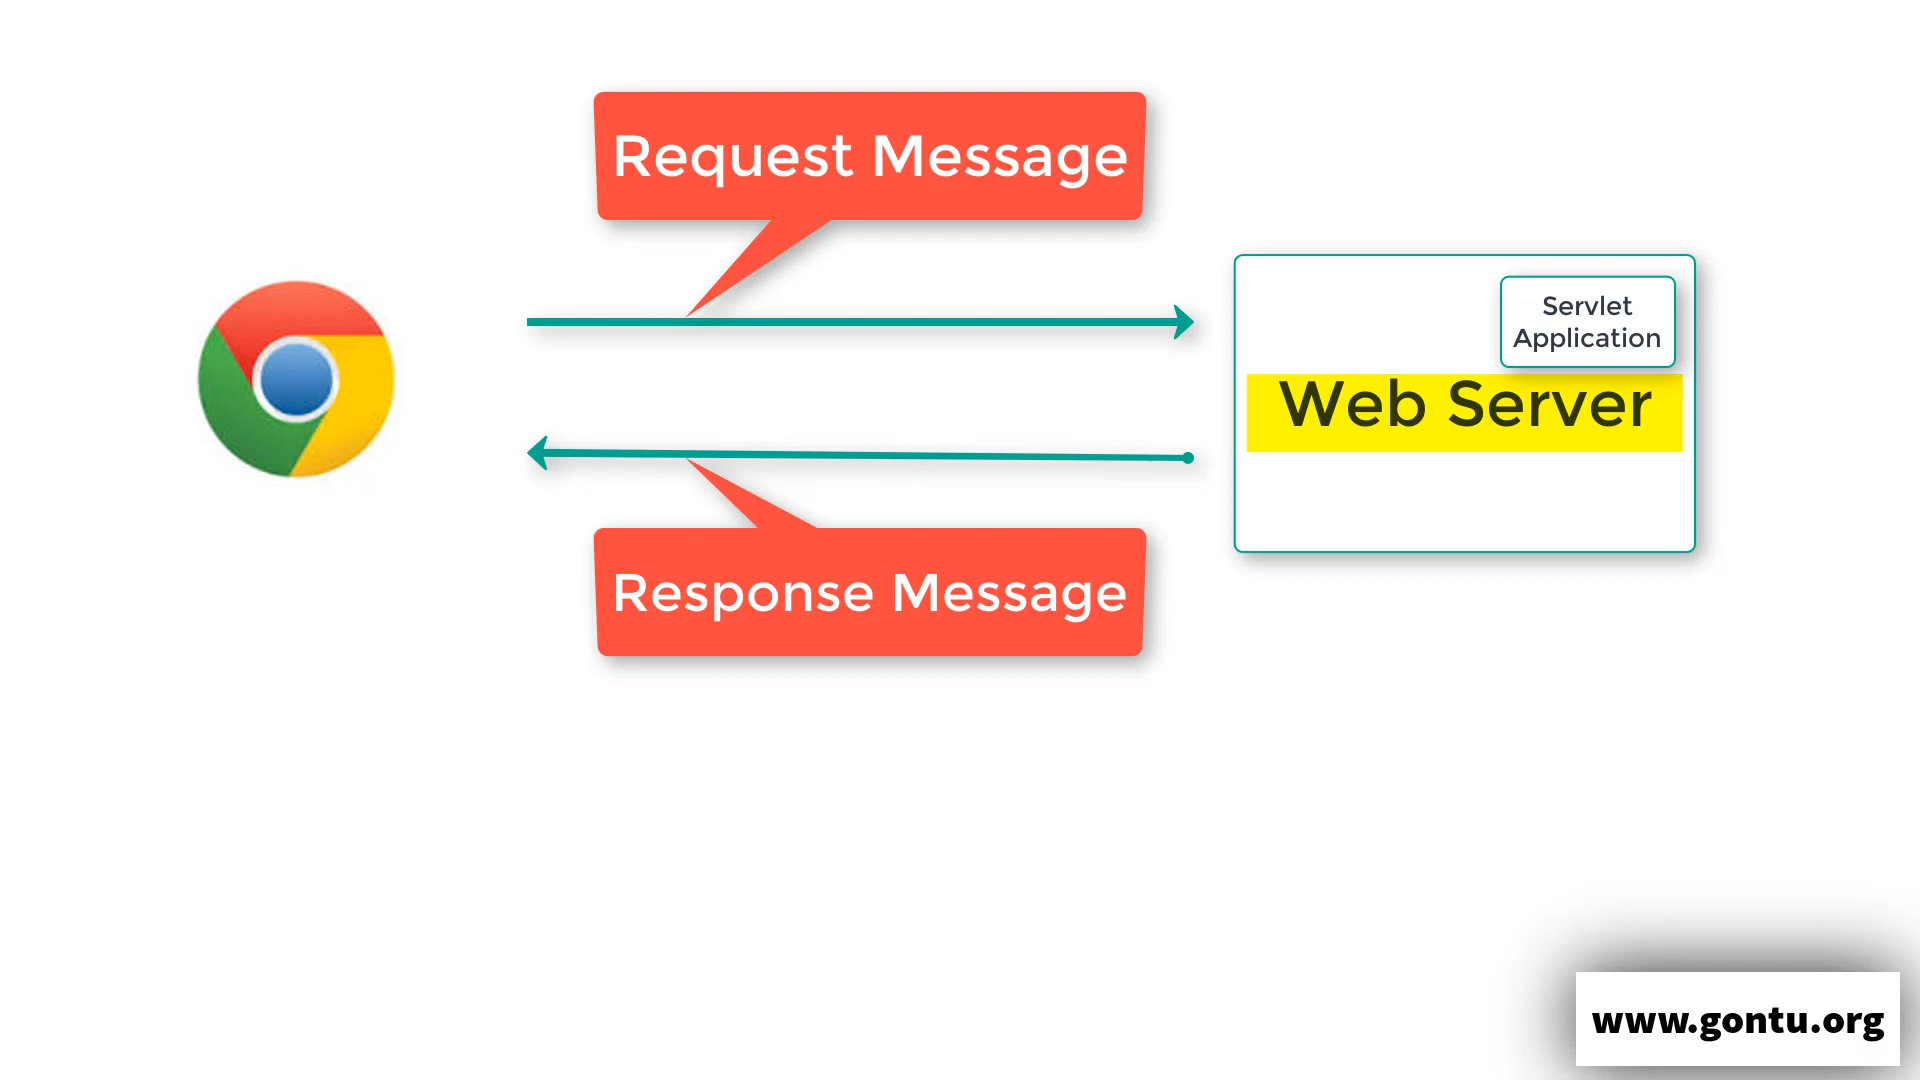 Request Message
Servlet
Application
Web Server
Response Message
www.gontu.org